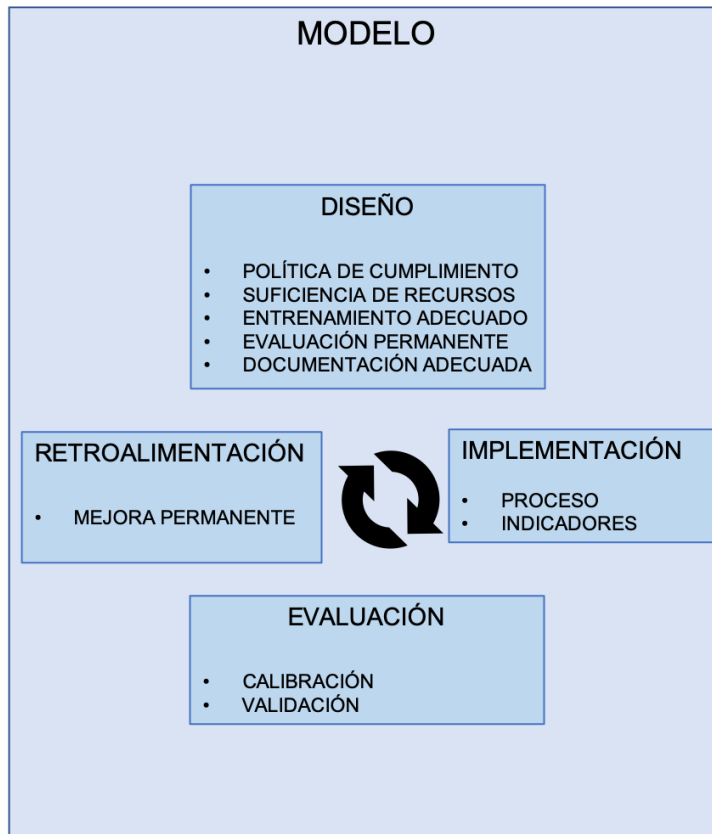 MODELO
DISEÑO
• POLÍTICA DE CUMPLIMIENTO
• SUFICIENCIA DE RECURSOS
• ENTRENAMIENTO ADECUADO
• EVALUACIÓN PERMANENTE
• DOCUMENTACIÓN ADECUADA
RETROALIMENTACIÓN
• MEJORA PERMANENTE
IMPLEMENTACIÓN
• PROCESO
• INDICADORES
EVALUACIÓN
• CALIBRACIÓN
• VALIDACIÓN